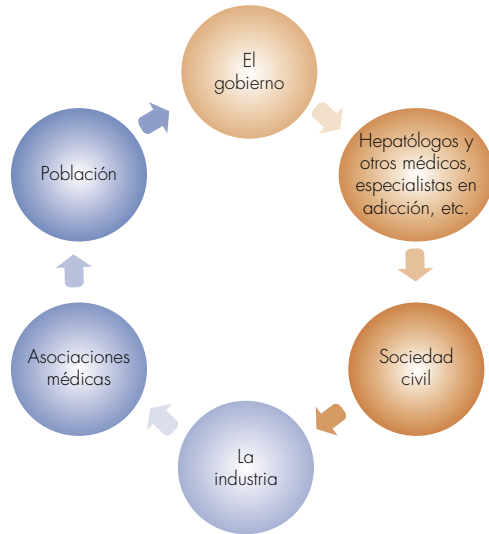 El
gobierno
Hepatólogos y
otros médicos,
especialistas en
adicción, etc.
Sociedad
civil
La
industria
Asociaciones
médicas
Población